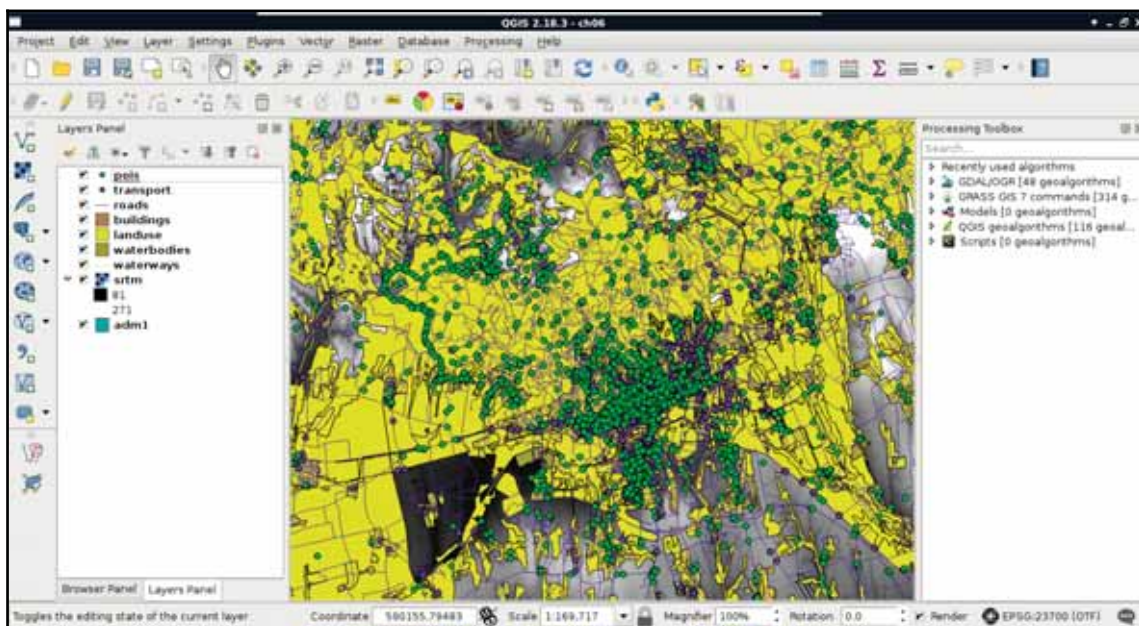 QGIS 2.18.3 - ch06
Project Edit View Layer Settings Plugins Vector Raster Database Processing Help
Layers Panel
pois
transport
roads
buildings
landuse
waterbodies
waterways
srtm
81
271
adm1
Browser Panel Layers Panel
Processing Toolbox
Search...
Recently used algorithms
GDAL/OGR [48 geoalgorithms]
GRASS GIS 7 commands [314 g...
Models [0 geoalgorithms]
QGIS geoalgorithms [116 geoal...
Scripts [0 geoalgorithms]
Toggles the editing state of the current layer Coordinate 590155,79483 Scale 1:169,717 Magnifier 100% Rotation 0.0 Render EPSG:23700 (OTF)